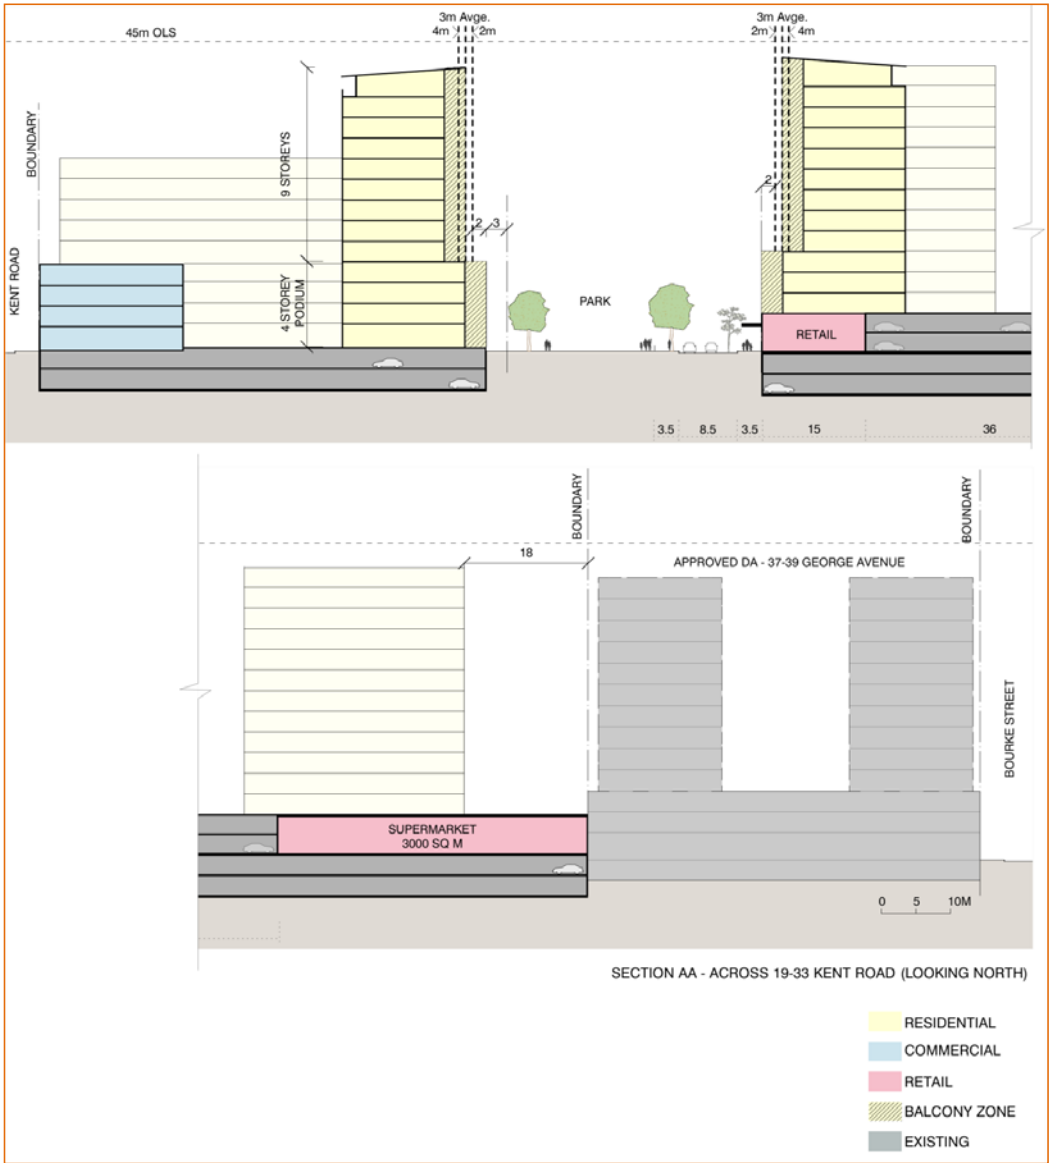 3m Avge.
4m 2m
3m Avge.
2m 4m
45m OLS
BOUNDARY
9 STOREYS
2
2 3
KENT ROAD
4 STOREY
PODIUM
PARK
RETAIL
3.5 8.5 3.5 15 36
BOUNDARY
BOUNDARY
18
APPROVED DA - 37-39 GEORGE AVENUE
BOURKE STREET
SUPERMARKET
3000 SQ M
0 5 10M
SECTION AA - ACROSS 19-33 KENT ROAD (LOOKING NORTH)
RESIDENTIAL
COMMERCIAL
RETAIL
BALCONY ZONE
EXISTING